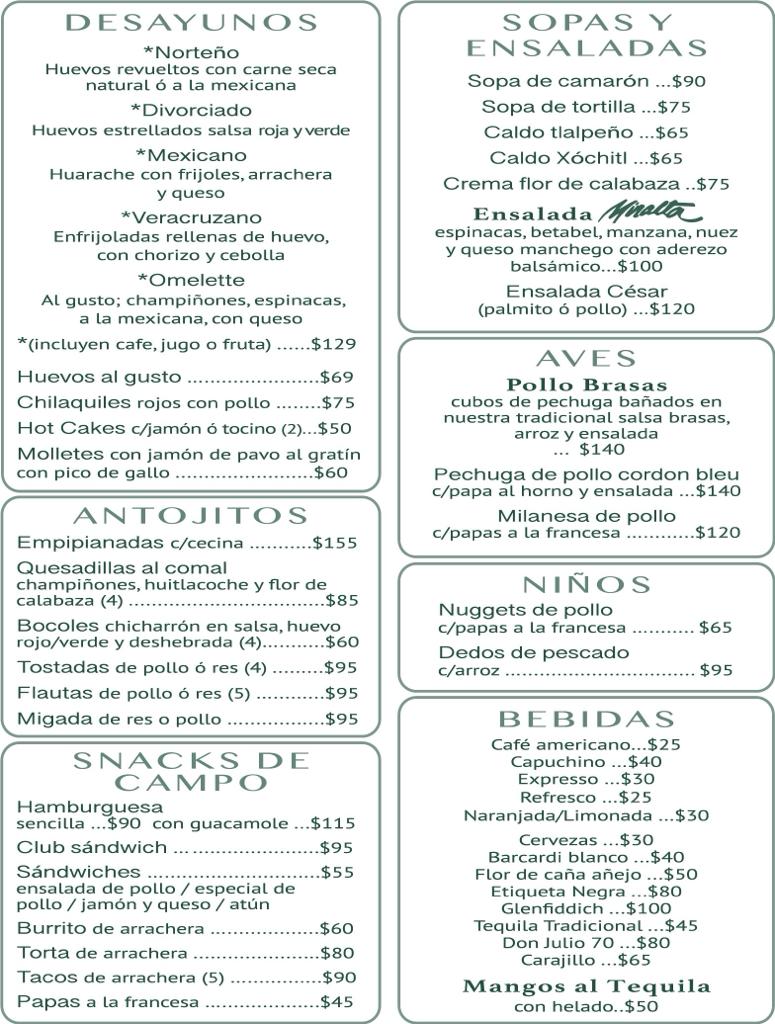 DESAYUNOS
*Norteño
Huevos revueltos con carne seca
natural ó a la mexicana
*Divorciado
Huevos estrellados salsa roja y verde
*Mexicano
Huarache con frijoles, arrachera
y queso
*Veracruzano
Enfrijoladas rellenas de huevo,
con chorizo y cebolla
*Omelette
Al gusto; champiñones, espinacas,
a la mexicana, con queso
*(incluyen cafe, jugo o fruta) ......$129
Huevos al gusto ......................$69
Chilaquiles rojos con pollo ........$75
Hot Cakes c/jamón ó tocino (2)...$50
Molletes con jamón de pavo al gratín
con pico de gallo .......................$60
ANTOJITOS
Empipianadas c/cecina ...........$155
Quesadillas al comal
champiñones, huitlacoche y flor de
calabaza (4) ................................$85
Bocoles chicharrón en salsa, huevo
rojo/verde y deshebrada (4)...........$60
Tostadas de pollo ó res (4) .........$95
Flautas de pollo ó res (5) ...........$95
Migada de res o pollo ................$95
SNACKS DE
CAMPO
Hamburguesa
sencilla ...$90 con guacamole ...$115
Club sándwich ........................$95
Sándwiches .............................$55
ensalada de pollo / especial de
pollo / jamón y queso / atún
Burrito de arrachera ..................$60
Torta de arrachera .....................$80
Tacos de arrachera (5) ...............$90
Papas a la francesa ...................$45
SOPAS Y
ENSALADAS
Sopa de camarón ...$90
Sopa de tortilla ...$75
Caldo tlalpeño ...$65
Caldo Xóchitl ...$65
Crema flor de calabaza ..$75
Ensalada Miralta
espinacas, betabel, manzana, nuez
y queso manchego con aderezo
balsámico...$100
Ensalada César
(palmito ó pollo) ...$120
AVES
Pollo Brasas
cubos de pechuga bañados en
nuestra tradicional salsa brasas,
arroz y ensalada
... $140
Pechuga de pollo cordon bleu
c/papa al horno y ensalada ...$140
Milanesa de pollo
c/papas a la francesa ............$120
NIÑOS
Nuggets de pollo
c/papas a la francesa ........... $65
Dedos de pescado
c/arroz ................................. $95
BEBIDAS
Café americano...$25
Capuchino ...$40
Expresso ...$30
Refresco ...$25
Naranjada/Limonada ...$30
Cervezas ...$30
Barcardi blanco ...$40
Flor de caña añejo ...$50
Etiqueta Negra ...$80
Glenfiddich ...$100
Tequila Tradicional ...$45
Don Julio 70 ...$80
Carajillo ...$65
Mangos al Tequila
con helado..$50